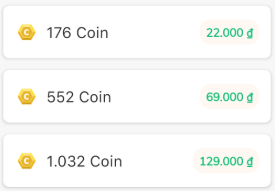 176 Coin 22.000 ₫
552 Coin 69.000 ₫
1.032 Coin 129.000 ₫